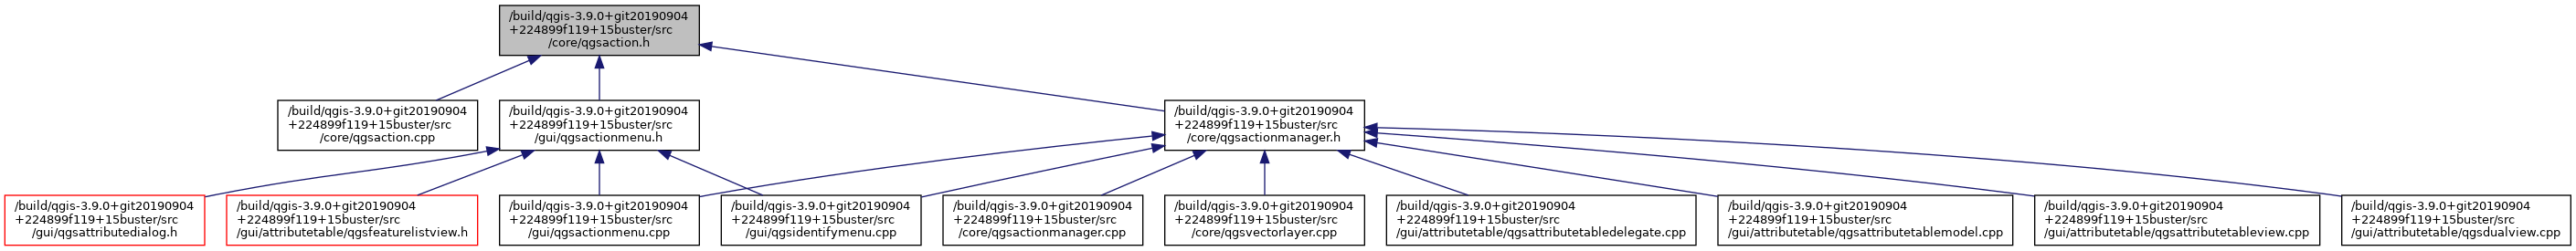 /build/qgis-3.9.0+git20190904
+224899f119+15buster/src
/core/qgsaction.h
/build/qgis-3.9.0+git20190904
+224899f119+15buster/src
/core/qgsaction.cpp
/build/qgis-3.9.0+git20190904
+224899f119+15buster/src
/gui/qgsactionmenu.h
/build/qgis-3.9.0+git20190904
+224899f119+15buster/src
/core/qgsactionmanager.h
/build/qgis-3.9.0+git20190904
+224899f119+15buster/src
/gui/qgsattributedialog.h
/build/qgis-3.9.0+git20190904
+224899f119+15buster/src
/gui/attributetable/qgsfeaturelistview.h
/build/qgis-3.9.0+git20190904
+224899f119+15buster/src
/gui/qgsactionmenu.cpp
/build/qgis-3.9.0+git20190904
+224899f119+15buster/src
/gui/qgsidentifymenu.cpp
/build/qgis-3.9.0+git20190904
+224899f119+15buster/src
/core/qgsactionmanager.cpp
/build/qgis-3.9.0+git20190904
+224899f119+15buster/src
/core/qgsvectorlayer.cpp
/build/qgis-3.9.0+git20190904
+224899f119+15buster/src
/gui/attributetable/qgsattributetabledelegate.cpp
/build/qgis-3.9.0+git20190904
+224899f119+15buster/src
/gui/attributetable/qgsattributetablemodel.cpp
/build/qgis-3.9.0+git20190904
+224899f119+15buster/src
/gui/attributetable/qgsattributetableview.cpp
/build/qgis-3.9.0+git20190904
+224899f119+15buster/src
/gui/attributetable/qgsdualview.cpp